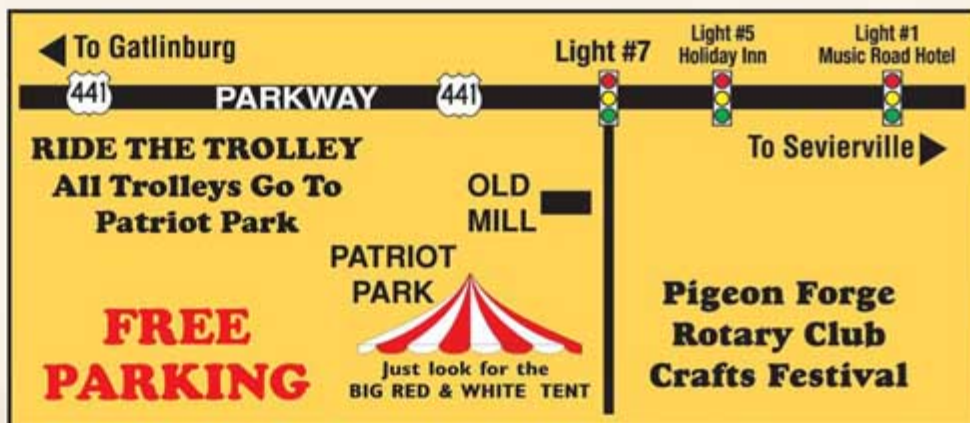 To Gatlinburg
Light #7
Light #5
Holiday Inn
Light #1
Music Road Hotel
441
PARKWAY
441
To Sevierville
RIDE THE TROLLEY
All Trolleys Go To
Patriot Park
OLD
MILL
PATRIOT
PARK
FREE
PARKING
Just look for the
BIG RED & WHITE TENT
Pigeon Forge
Rotary Club
Crafts Festival